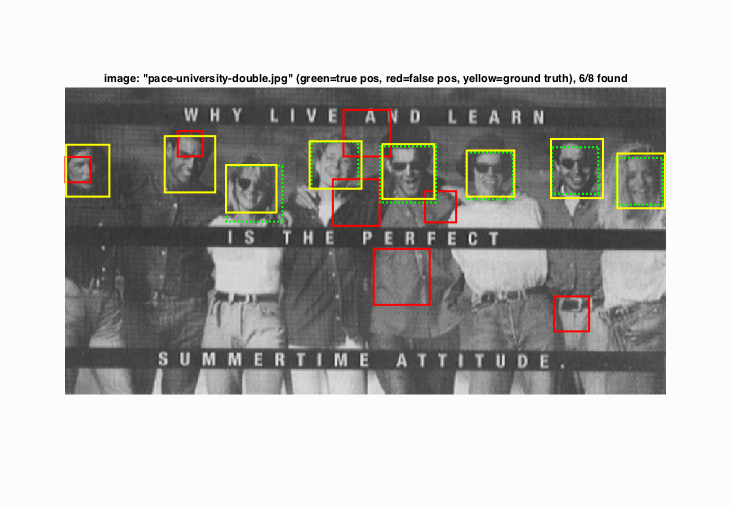 image: "pace-university-double.jpg" (green=true pos, red=false pos, yellow=ground truth), 6/8 found
WHY LIVE AND LEARN
IS THE PERFECT
SUMMERTIME ATTITUDE.